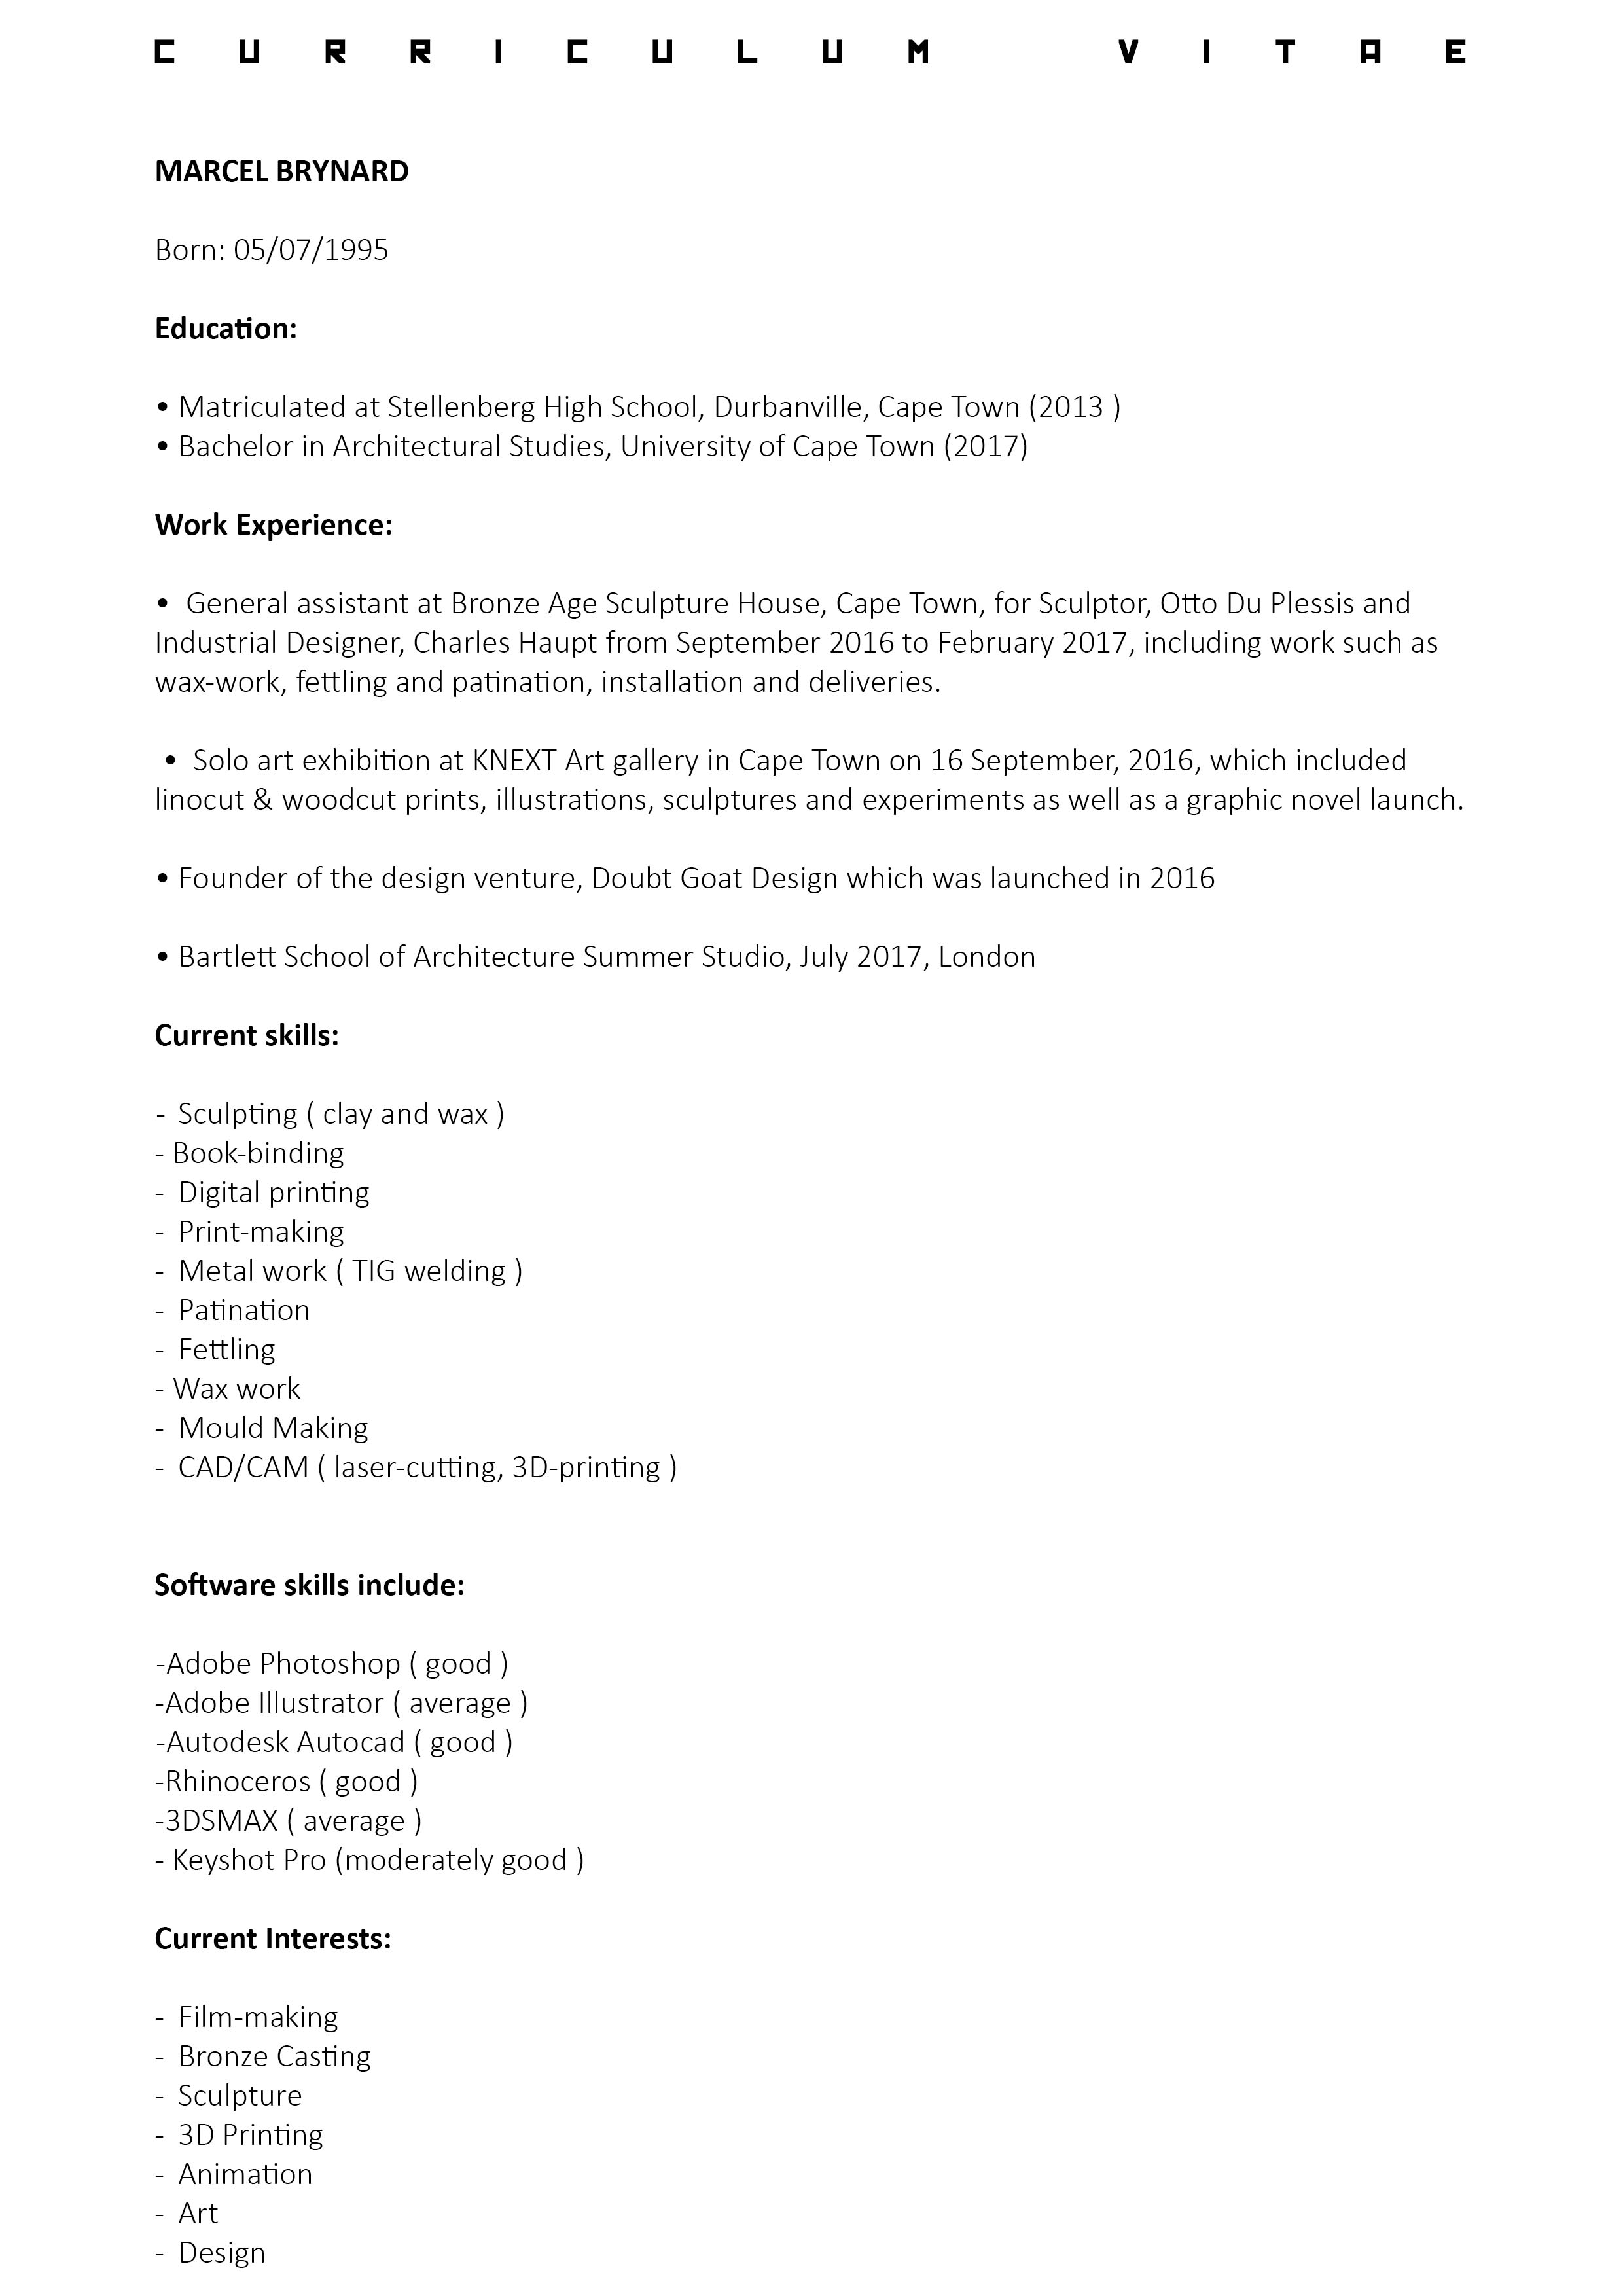 CURRICULUM VITAE
MARCEL BRYNARD
Born: 05/07/1995
Education:
• Matriculated at Stellenberg High School, Durbanville, Cape Town (2013 )
• Bachelor in Architectural Studies, University of Cape Town (2017)
Work Experience:
•  General assistant at Bronze Age Sculpture House, Cape Town, for Sculptor, Otto Du Plessis and
Industrial Designer, Charles Haupt from September 2016 to February 2017, including work such as
wax-work, fettling and patination, installation and deliveries.
•  Solo art exhibition at KNEXT Art gallery in Cape Town on 16 September, 2016, which included
linocut & woodcut prints, illustrations, sculptures and experiments as well as a graphic novel launch.
• Founder of the design venture, Doubt Goat Design which was launched in 2016
• Bartlett School of Architecture Summer Studio, July 2017, London
Current skills:
-  Sculpting ( clay and wax )
- Book-binding
-  Digital printing
-  Print-making
-  Metal work ( TIG welding )
-  Patination
-  Fettling
- Wax work
-  Mould Making
-  CAD/CAM ( laser-cutting, 3D-printing )
Software skills include:
-Adobe Photoshop ( good )
-Adobe Illustrator ( average )
-Autodesk Autocad ( good )
-Rhinoceros ( good )
-3DSMAX ( average )
- Keyshot Pro (moderately good )
Current Interests:
-  Film-making
-  Bronze Casting
-  Sculpture
-  3D Printing
-  Animation
-  Art
-  Design